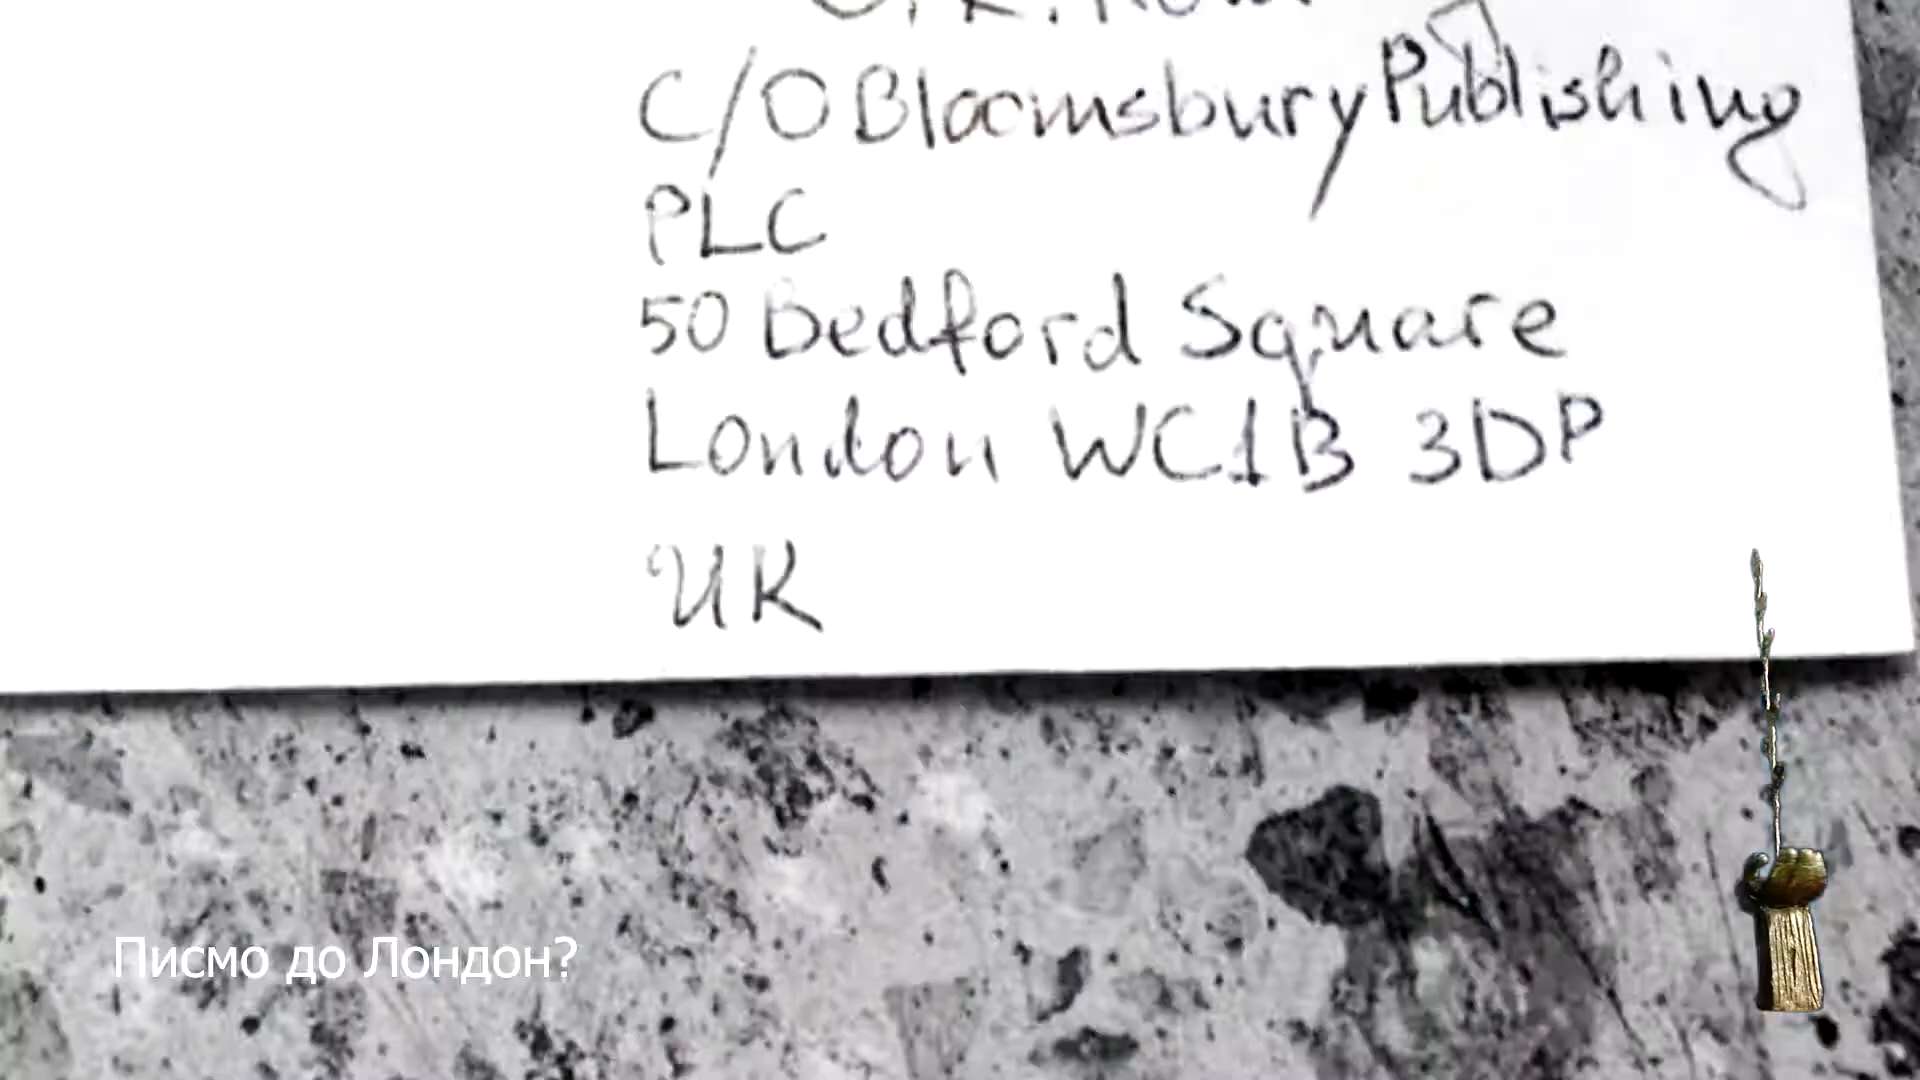 C/O Bloomsbury Publishing
PLC
50 Bedford Square
London WC1B 3DP
UK
Писмо до Лондон?